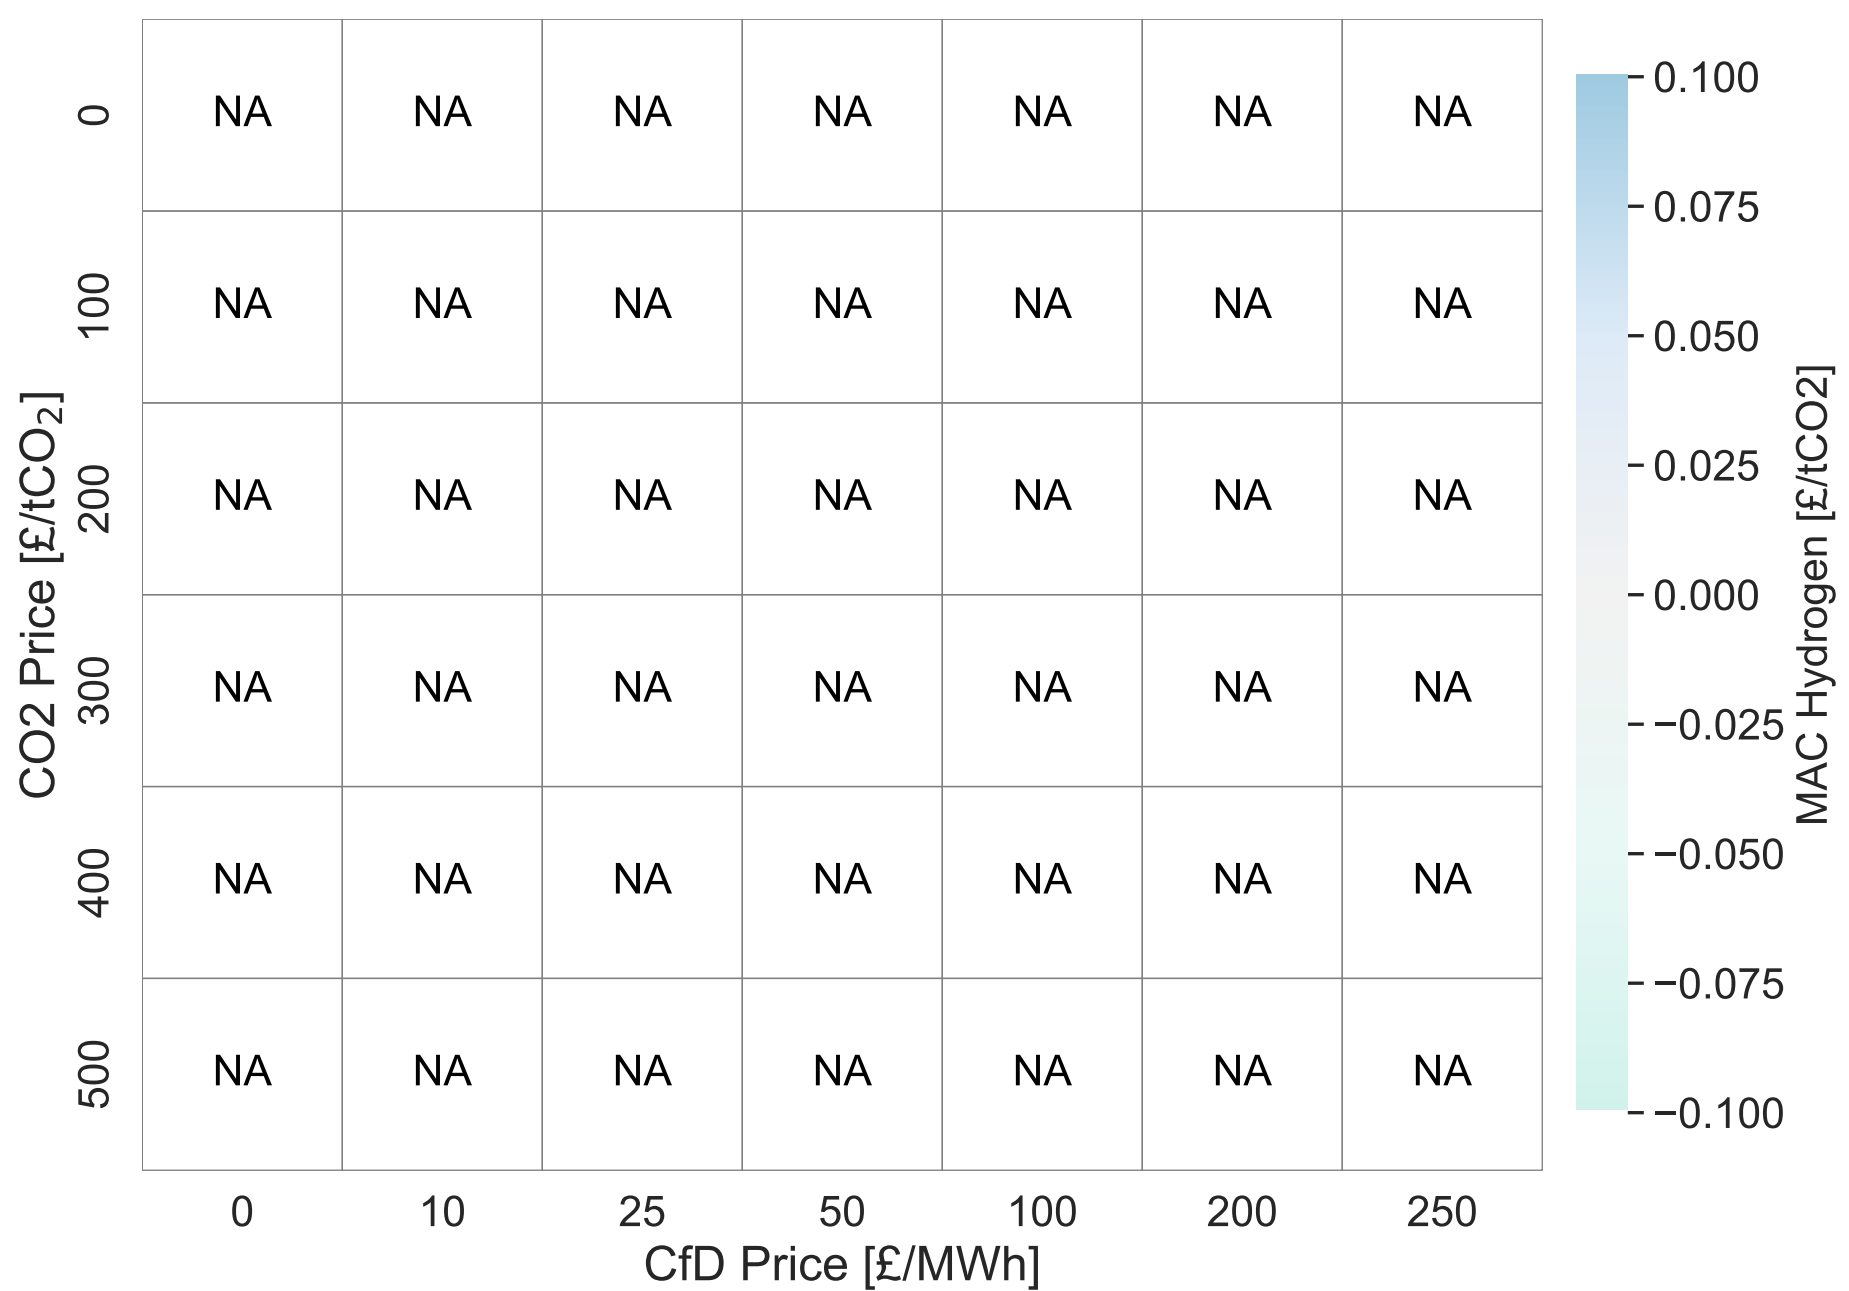 0 NA NA NA NA NA NA NA
100 NA NA NA NA NA NA NA
200 NA NA NA NA NA NA NA
300 NA NA NA NA NA NA NA
400 NA NA NA NA NA NA NA
500 NA NA NA NA NA NA NA
0 10 25 50 100 200 250
CfD Price [£/MWh]
CO2 Price [£/tCO₂]
0.100
0.075
0.050
0.025
0.000
−0.025
−0.050
−0.075
−0.100
MAC Hydrogen [£/tCO2]